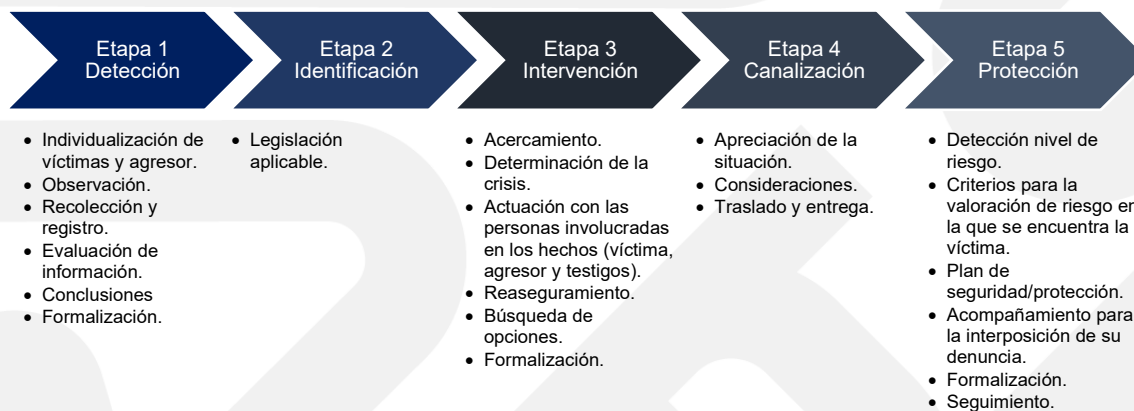 Etapa 1
Detección
Etapa 2
Identificación
Etapa 3
Intervención
Etapa 4
Canalización
Etapa 5
Protección
• Individualización de
víctimas y agresor.
• Observación.
• Recolección y
registro.
• Evaluación de
información.
• Conclusiones
• Formalización.
• Legislación
aplicable.
• Acercamiento.
• Determinación de la
crisis.
• Actuación con las
personas involucradas
en los hechos (víctima,
agresor y testigos).
• Reaseguramiento.
• Búsqueda de
opciones.
• Formalización.
• Apreciación de la
situación.
• Consideraciones.
• Traslado y entrega.
• Detección nivel de
riesgo.
• Criterios para la
valoración de riesgo en
la que se encuentra la
víctima.
• Plan de
seguridad/protección.
• Acompañamiento para
la interposición de su
denuncia.
• Formalización.
• Seguimiento.